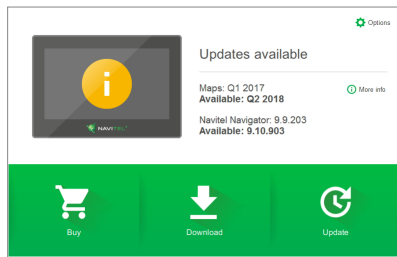 Options
Updates available
Maps: Q1 2017
Available: Q2 2018
More info
Navitel Navigator: 9.9.203
Available: 9.10.903
NAVITEL
Buy
Download
Update